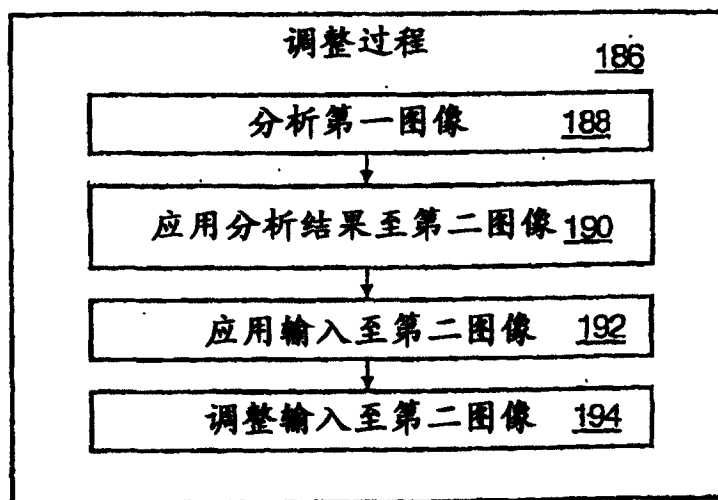 调整过程 186
分析第一图像 188
应用分析结果至第二图像 190
应用输入至第二图像 192
调整输入至第二图像 194